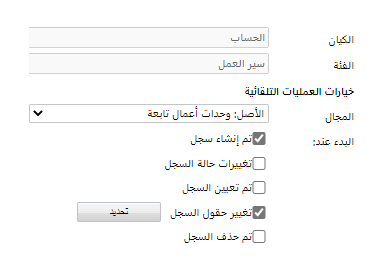 الكيان الحساب
الفئة سير العمل
خيارات العمليات التلقائية
المجال الأصل: وحدات أعمال تابعة
البدء عند: تم إنشاء سجل
تغييرات حالة السجل
تم تعيين السجل
تغيير حقول السجل تحديد
تم حذف السجل